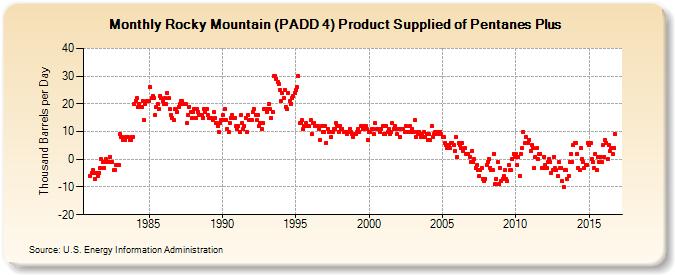 Monthly Rocky Mountain (PADD 4) Product Supplied of Pentanes Plus
Thousand Barrels per Day
40
30
20
10
0
-10
-20
1985 1990 1995 2000 2005 2010 2015
Source: U.S. Energy Information Administration